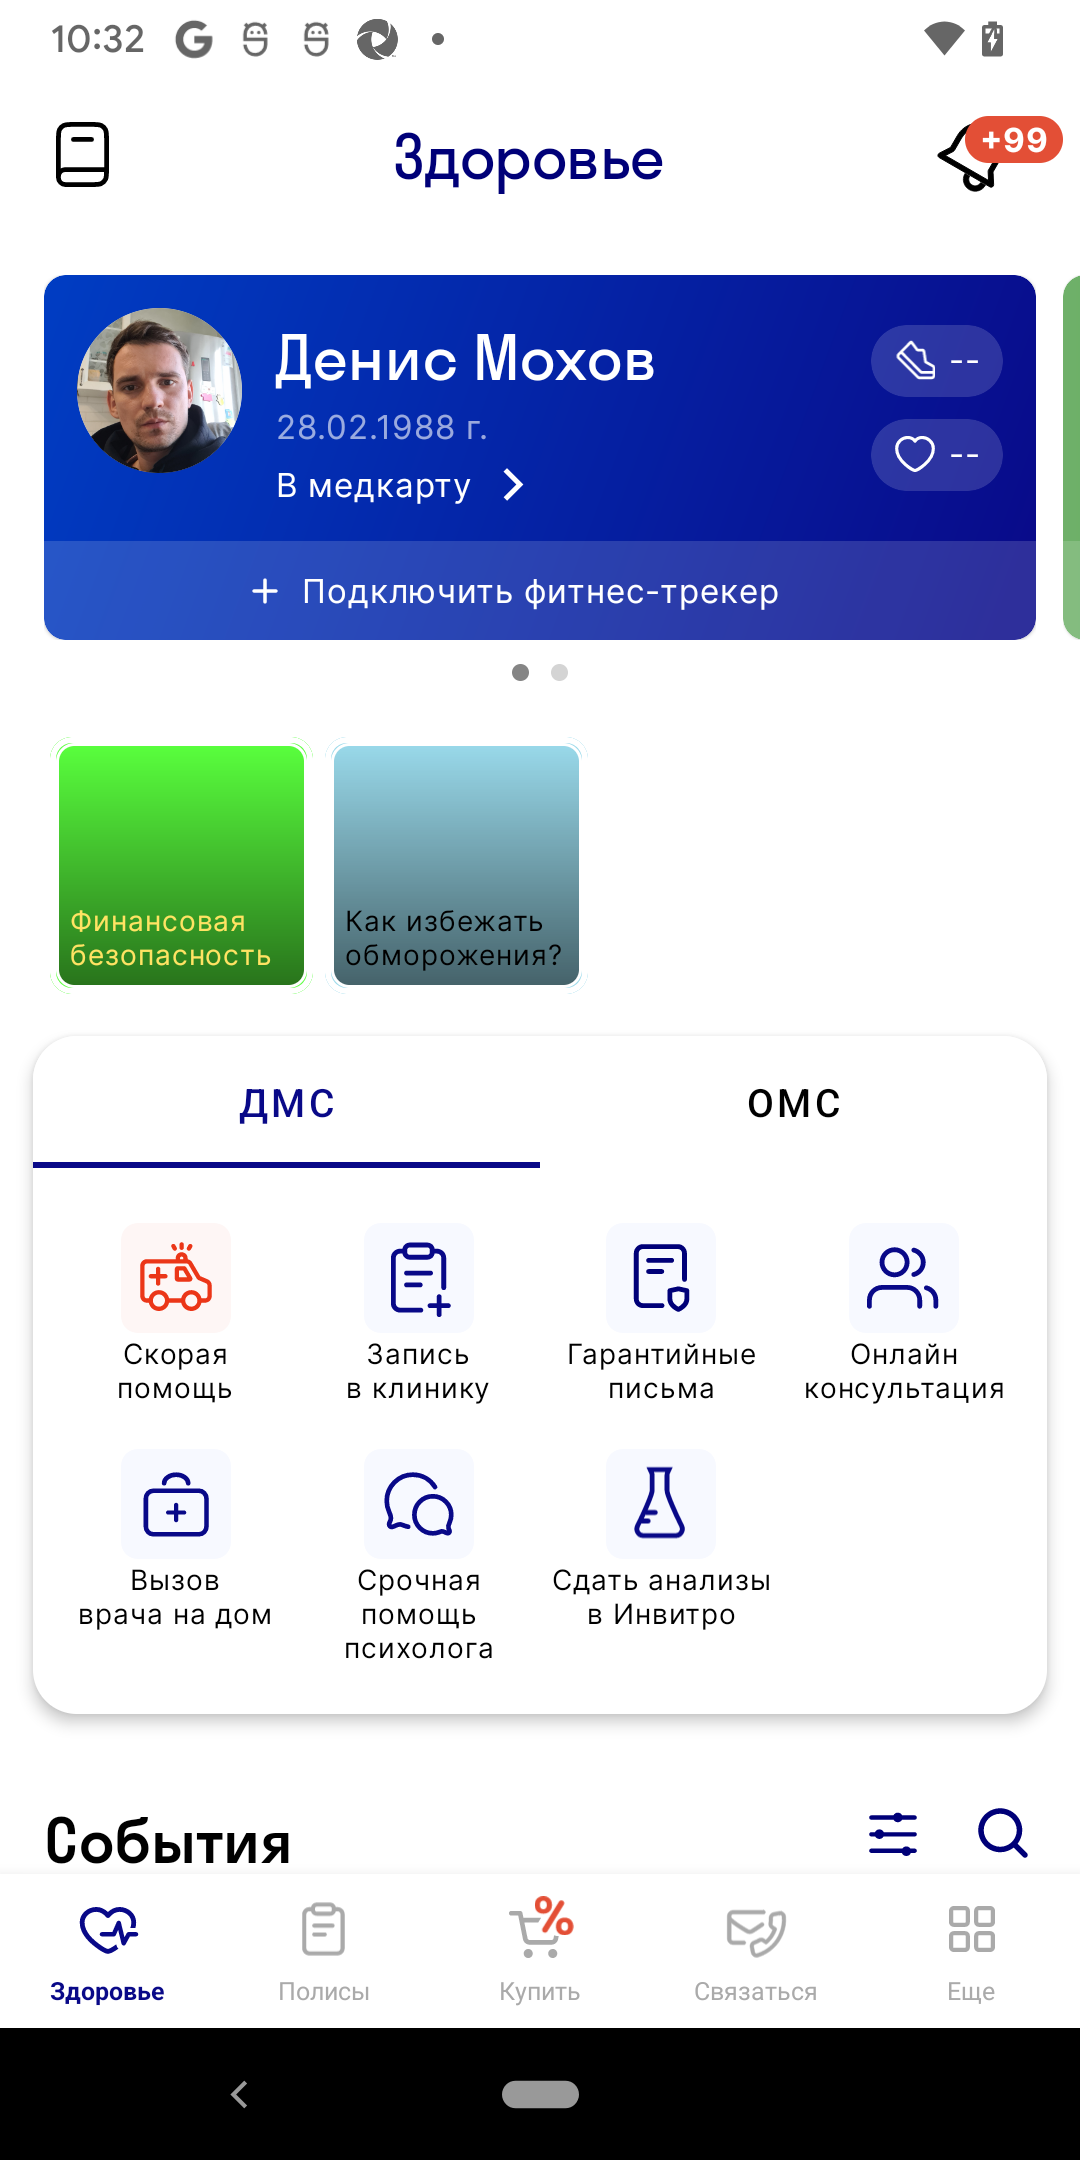 10:32
Здоровье
+99
Денис Мохов
28.02.1988 г.
В медкарту
--
--
+ Подключить фитнес-трекер
Финансовая
безопасность
Как избежать
обморожения?
ДМС
ОМС
Скорая
помощь
Запись
в клинику
Гарантийные
письма
Онлайн
консультация
Вызов
врача на дом
Срочная
помощь
психолога
Сдать анализы
в Инвитро
События
%
Здоровье
Полисы
Купить
Связаться
Еще